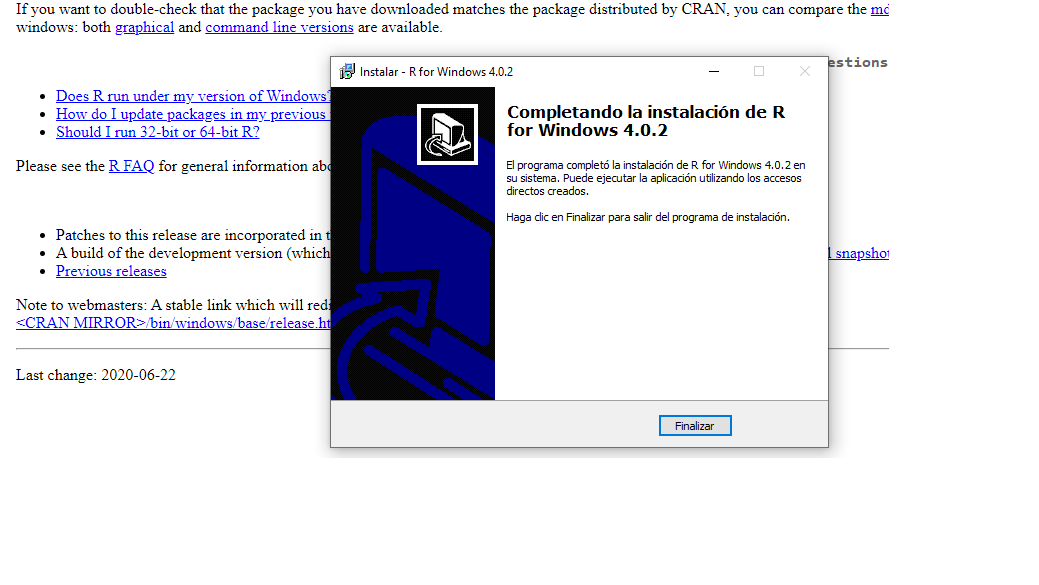 If you want to double-check that the package you have downloaded matches the package distributed by CRAN, you can compare the md
windows: both graphical and command line versions are available.
estions
Does R run under my version of Windows?
How do I update packages in my previous
Should I run 32-bit or 64-bit R?
Please see the R FAQ for general information abo
Patches to this release are incorporated in t
A build of the development version (which
l snapshot
Previous releases
Note to webmasters: A stable link which will redi
<CRAN MIRROR>/bin/windows/base/release.ht
Last change: 2020-06-22
Instalar - R for Windows 4.0.2
Completando la instalación de R
for Windows 4.0.2
El programa completó la instalación de R for Windows 4.0.2 en
su sistema. Puede ejecutar la aplicación utilizando los accesos
directos creados.
Haga clic en Finalizar para salir del programa de instalación.
Finalizar